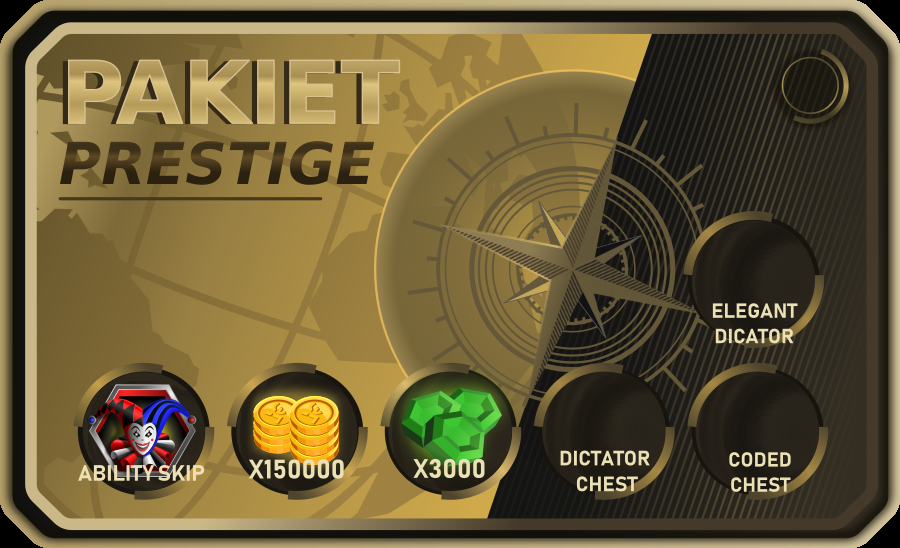 PAKIET
PRESTIGE
ELEGANT
DICATOR
ABILITY SKIP
X150000
X3000
DICTATOR
CHEST
CODED
CHEST